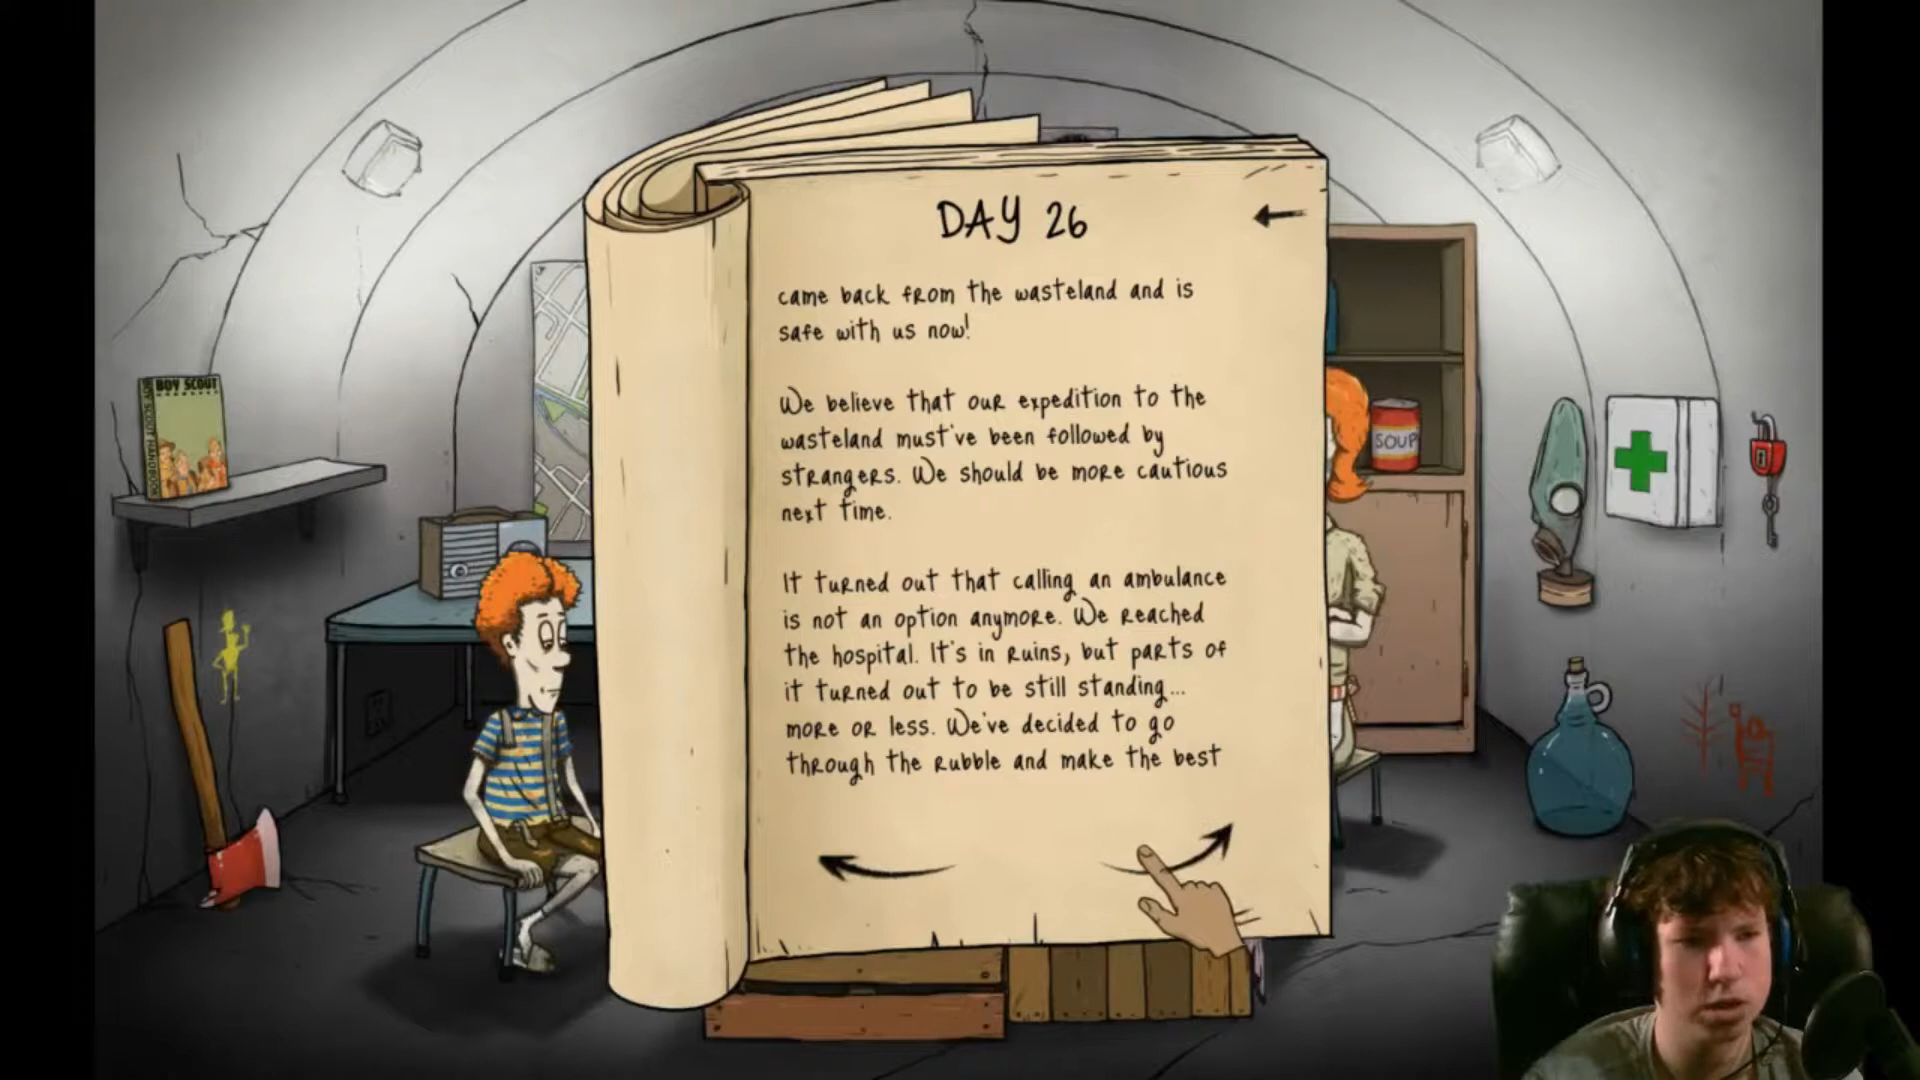 BOY SCOUT
BOY SCOUT HANDBOOK
DAY 26
came back from the wasteland and is
safe with us now!
We believe that our expedition to the
wasteland must've been followed by
strangers. We should be more cautious
next time.
It turned out that calling an ambulance
is not an option anymore. We reached
the hospital. It's in ruins, but parts of
it turned out to be still standing...
more or less. We've decided to go
through the rubble and make the best
SOUP